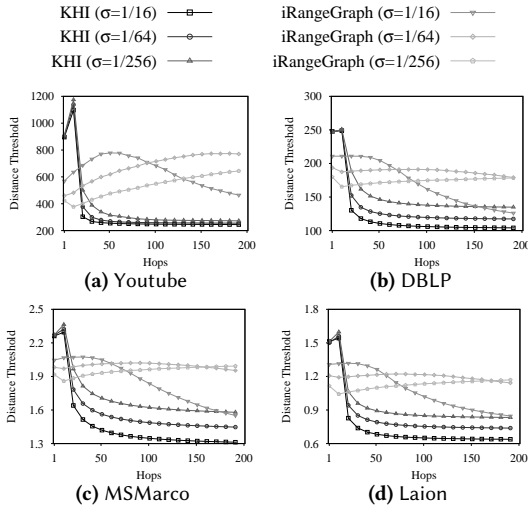 KHI (σ=1/16) iRangeGraph (σ=1/16)
KHI (σ=1/64) iRangeGraph (σ=1/64)
KHI (σ=1/256) iRangeGraph (σ=1/256)
Distance Threshold
1200
1000
800
600
400
200
1 50 100 150 200
Hops
(a) Youtube
Distance Threshold
300
250
200
150
100
1 50 100 150 200
Hops
(b) DBLP
Distance Threshold
2.5
2.2
1.9
1.6
1.3
1 50 100 150 200
Hops
(c) MSMarco
Distance Threshold
1.8
1.5
1.2
0.9
0.6
1 50 100 150 200
Hops
(d) Laion